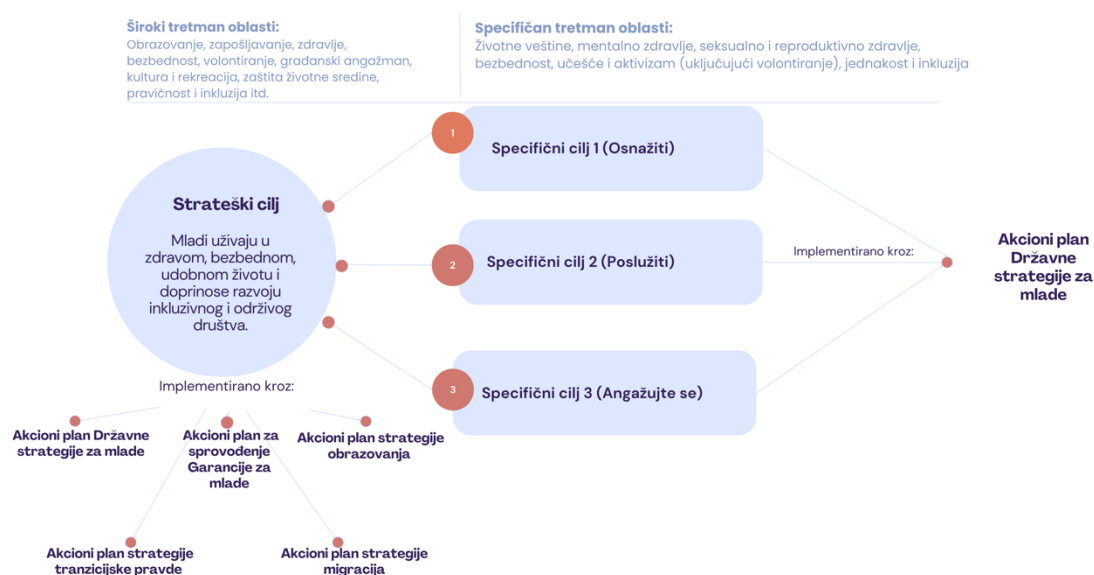 Široki tretman oblasti:
Obrazovanje, zapošljavanje, zdravlje,
bezbednost, volontiranje, građanski angažman,
kultura i rekreacija, zaštita životne sredine,
pravičnost i inkluzija itd.
Specifičan tretman oblasti:
Životne veštine, mentalno zdravlje, seksualno i reproduktivno zdravlje,
bezbednost, učešće i aktivizam (uključujući volontiranje), jednakost i inkluzija
Strateški cilj
Mladi uživaju u
zdravom, bezbednom,
udobnom životu i
doprinose razvoju
inkluzivnog i održivog
društva.
1
Specifični cilj 1 (Osnažiti)
2
Specifični cilj 2 (Poslužiti)
3
Specifični cilj 3 (Angažujte se)
Implementirano kroz:
Akcioni plan
Državne
strategije za
mlade
Implementirano kroz:
Akcioni plan Državne
strategije za mlade
Akcioni plan za
sprovođenje
Garancije za
mlade
Akcioni plan strategije
obrazovanja
Akcioni plan strategije
tranzicijske pravde
Akcioni plan strategije
migracija